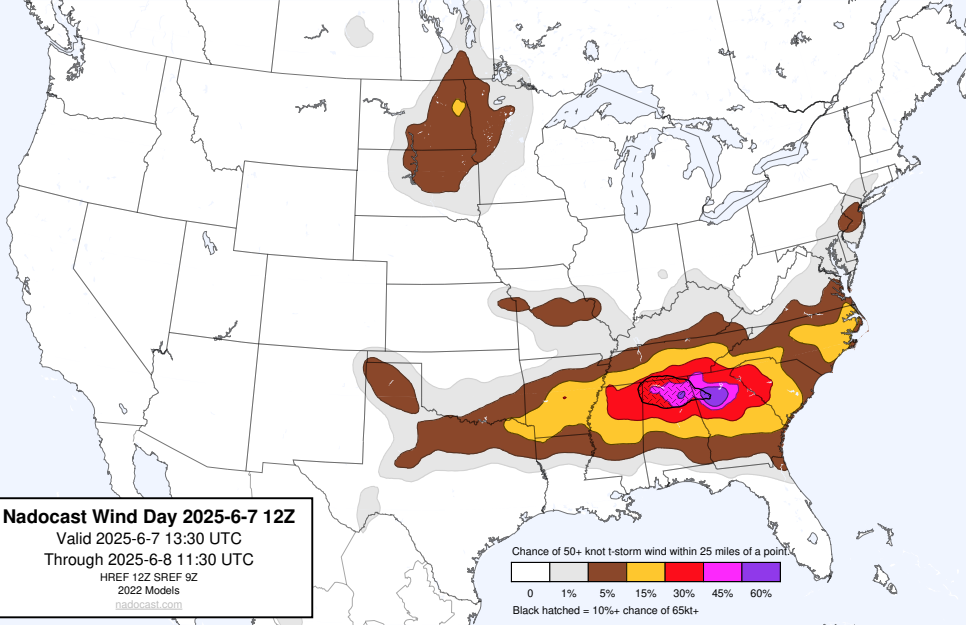 Nadocast Wind Day 2025-6-7 12Z
Valid 2025-6-7 13:30 UTC
Through 2025-6-8 11:30 UTC
HREF 12Z SREF 9Z
2022 Models
nadocast.com
Chance of 50+ knot t-storm wind within 25 miles of a point.
0 1% 5% 15% 30% 45% 60%
Black hatched = 10%+ chance of 65kt+